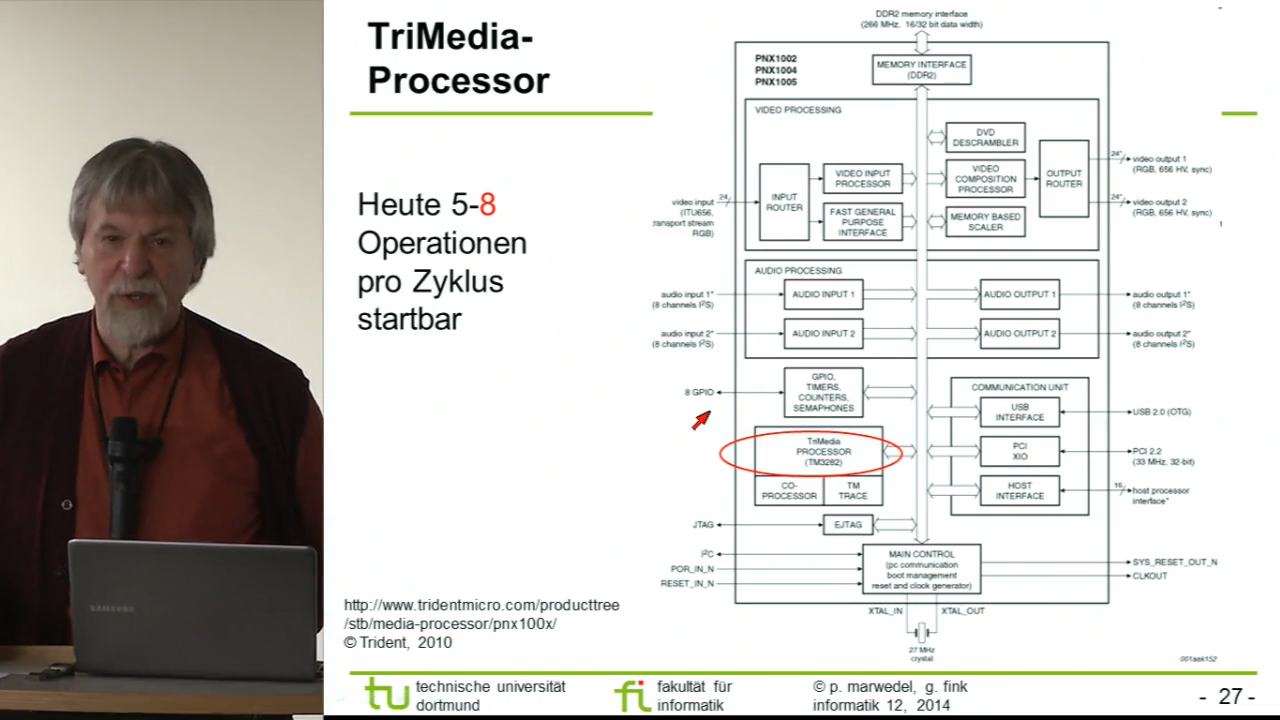 TriMedia-
Processor
Heute 5-8
Operationen
pro Zyklus
startbar
DDR2 memory interface
(266 MHz, 16/32 bit data width)
PNX1002
PNX1004
PNX1005
MEMORY INTERFACE
(DDR2)
VIDEO PROCESSING
DVD
DESCRAMBLER
VIDEO INPUT
PROCESSOR
VIDEO
COMPOSITION
PROCESSOR
INPUT
ROUTER
OUTPUT
ROUTER
FAST GENERAL
PURPOSE
INTERFACE
MEMORY BASED
SCALER
24
video input
(ITU656,
transport stream
RGB)
24"
video output 1
(RGB, 656 HV, sync)
24"
video output 2
(RGB, 656 HV, sync)
AUDIO PROCESSING
audio input 1"
(8 channels I²S)
AUDIO INPUT 1
AUDIO OUTPUT 1
audio output 1"
(8 channels I²S)
audio input 2"
(8 channels I²S)
AUDIO INPUT 2
AUDIO OUTPUT 2
audio output 2"
(8 channels I²S)
8 GPIO
GPIO,
TIMERS,
COUNTERS,
SEMAPHONES
COMMUNICATION UNIT
USB
INTERFACE
USB 2.0 (OTG)
TriMedia
PROCESSOR
(TM3282)
PCI
XIO
PCI 2.2
(33 MHz, 32-bit)
CO-
PROCESSOR
TM
TRACE
HOST
INTERFACE
16
host processor
interface"
JTAG
EJTAG
I²C
POR_IN_N
RESET_IN_N
MAIN CONTROL
(pc communication
boot management
reset and clock generator)
SYS_RESET_OUT_N
CLKOUT
XTAL_IN
XTAL_OUT
27 MHz
crystal
001aak152
http://www.tridentmicro.com/producttree
/stb/media-processor/pnx100x/
© Trident, 2010
SAMSUNG
tu
technische universität
dortmund
fi
fakultät für
informatik
© p. marwedel, g. fink
informatik 12, 2014
- 27 -